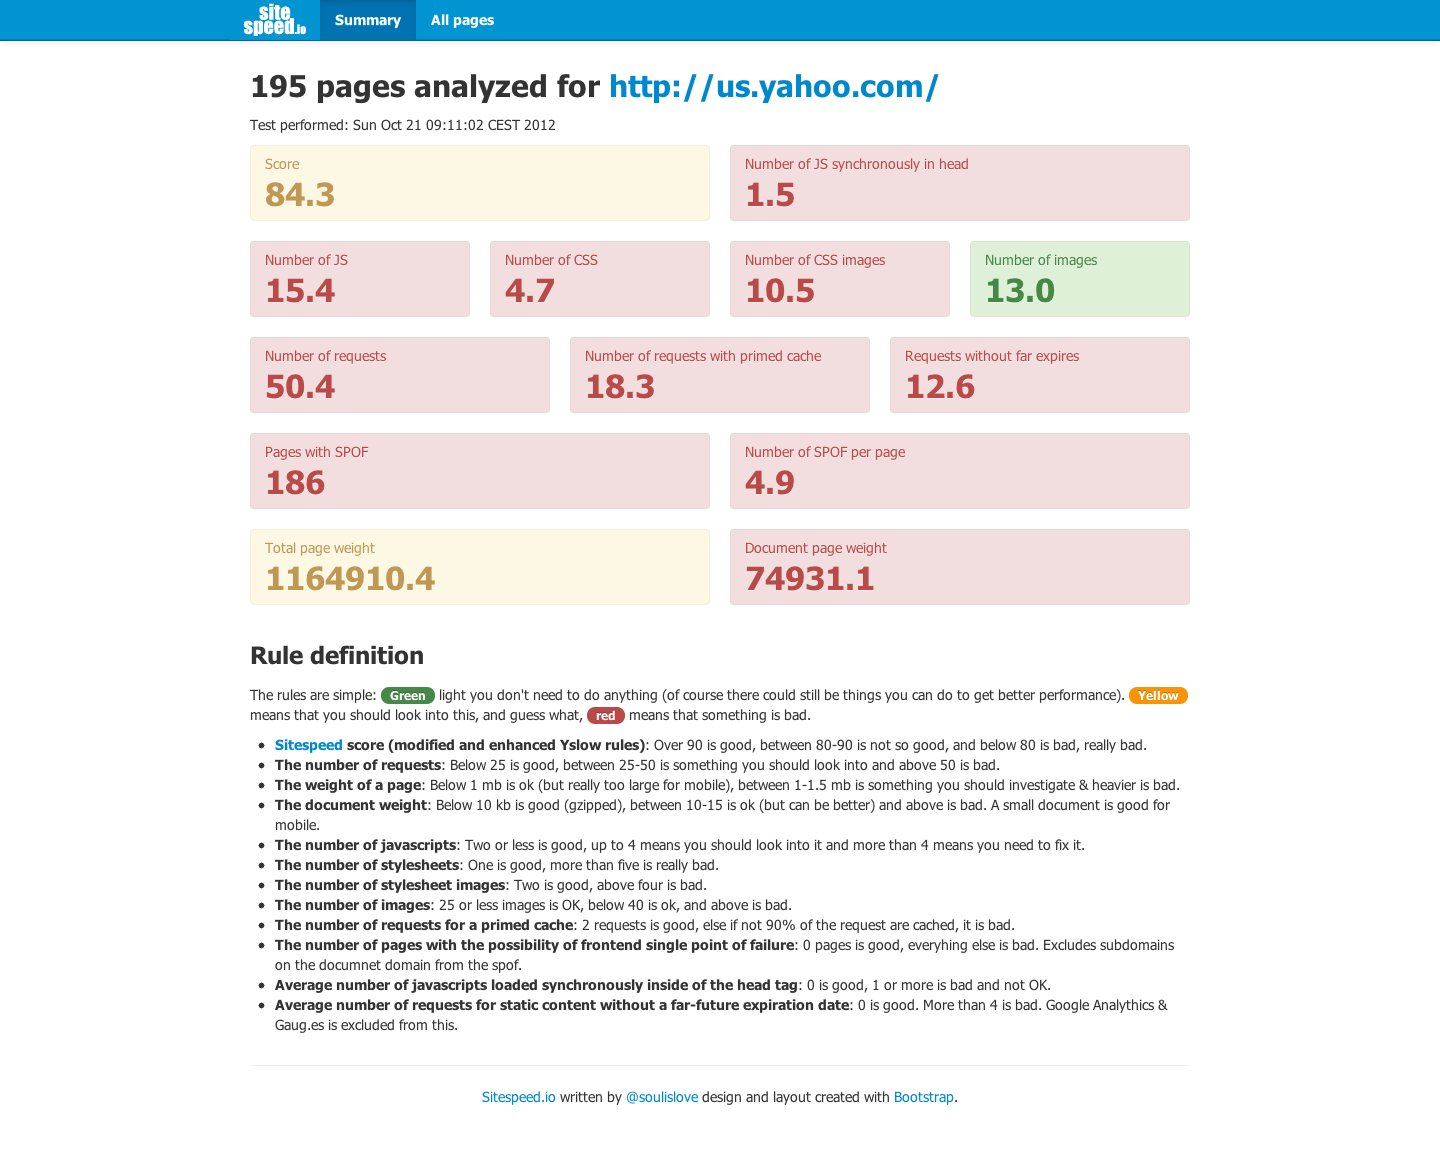 site
speed.io
Summary All pages
195 pages analyzed for http://us.yahoo.com/
Test performed: Sun Oct 21 09:11:02 CEST 2012
Score
84.3
Number of JS synchronously in head
1.5
Number of JS
15.4
Number of CSS
4.7
Number of CSS images
10.5
Number of images
13.0
Number of requests
50.4
Number of requests with primed cache
18.3
Requests without far expires
12.6
Pages with SPOF
186
Number of SPOF per page
4.9
Total page weight
1164910.4
Document page weight
74931.1
Rule definition
The rules are simple: Green light you don't need to do anything (of course there could still be things you can do to get better performance). Yellow
means that you should look into this, and guess what, red means that something is bad.
• Sitespeed score (modified and enhanced Yslow rules): Over 90 is good, between 80-90 is not so good, and below 80 is bad, really bad.
• The number of requests: Below 25 is good, between 25-50 is something you should look into and above 50 is bad.
• The weight of a page: Below 1 mb is ok (but really too large for mobile), between 1-1.5 mb is something you should investigate & heavier is bad.
• The document weight: Below 10 kb is good (gzipped), between 10-15 is ok (but can be better) and above is bad. A small document is good for
mobile.
• The number of javascripts: Two or less is good, up to 4 means you should look into it and more than 4 means you need to fix it.
• The number of stylesheets: One is good, more than five is really bad.
• The number of stylesheet images: Two is good, above four is bad.
• The number of images: 25 or less images is OK, below 40 is ok, and above is bad.
• The number of requests for a primed cache: 2 requests is good, else if not 90% of the request are cached, it is bad.
• The number of pages with the possibility of frontend single point of failure: 0 pages is good, everyhing else is bad. Excludes subdomains
on the documnet domain from the spof.
• Average number of javascripts loaded synchronously inside of the head tag: 0 is good, 1 or more is bad and not OK.
• Average number of requests for static content without a far-future expiration date: 0 is good. More than 4 is bad. Google Analythics &
Gaug.es is excluded from this.
Sitespeed.io written by @soulislove design and layout created with Bootstrap.